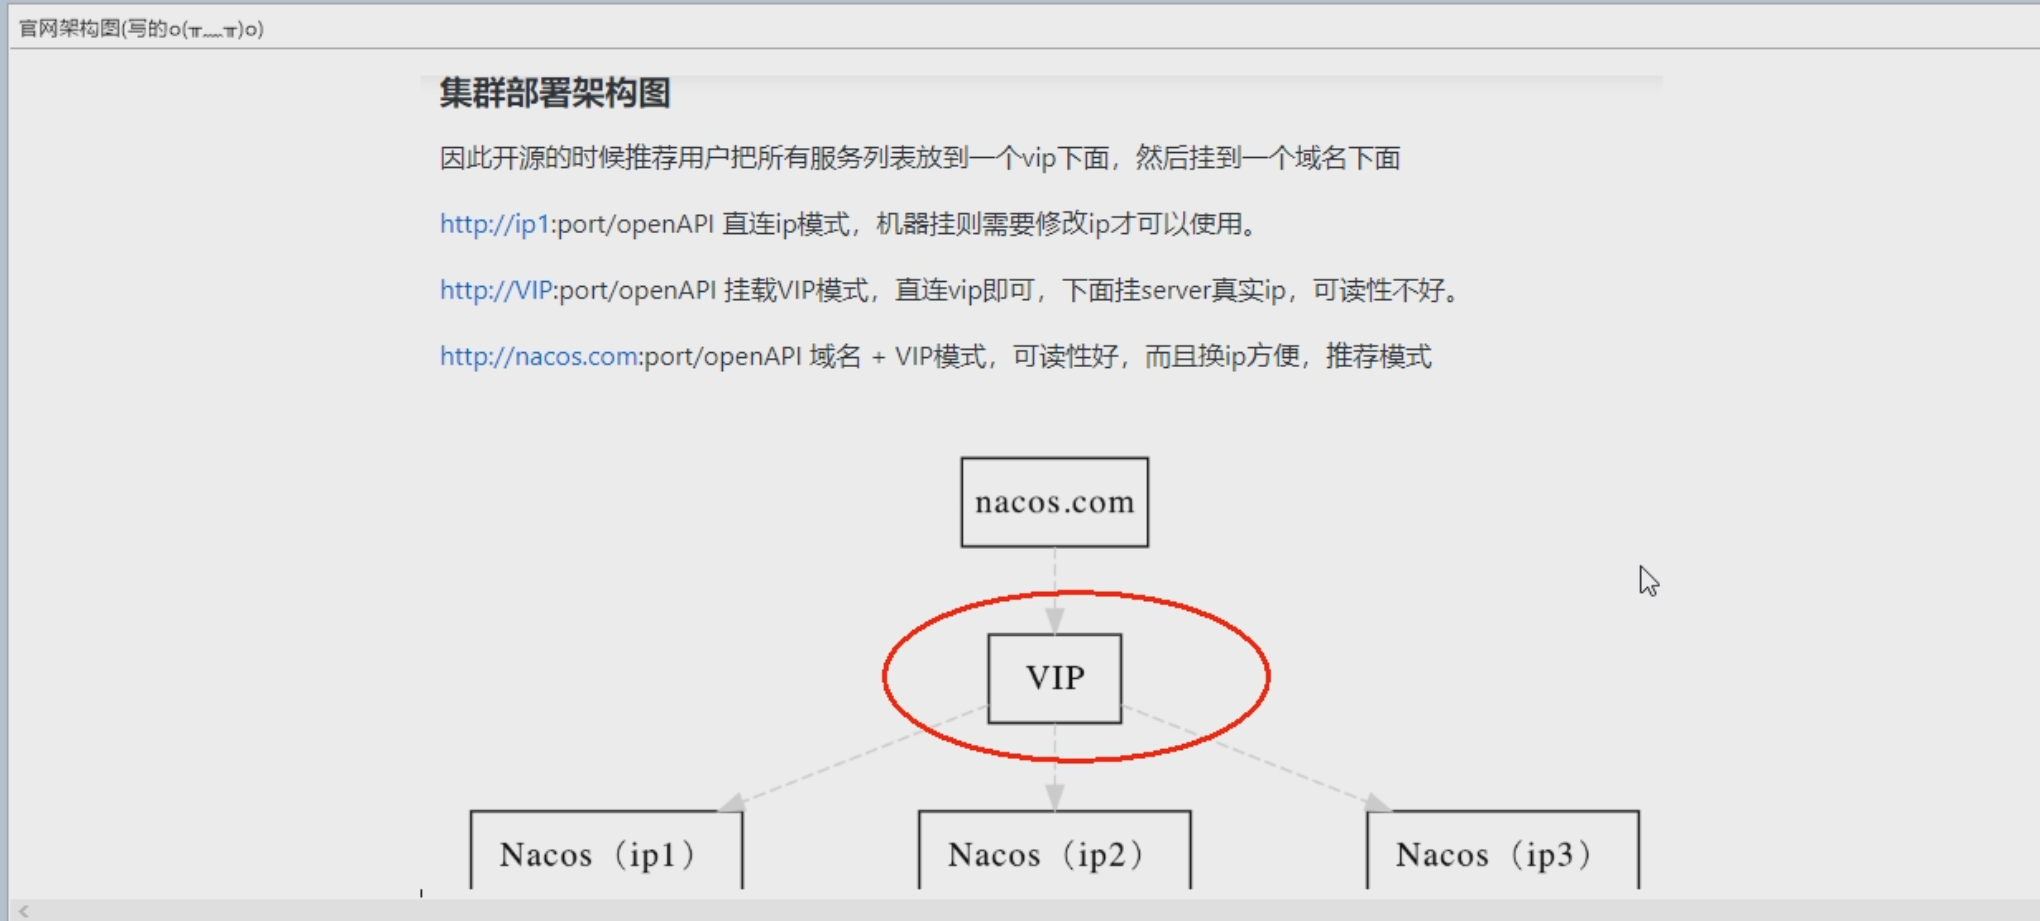 官网架构图(写的o(╥﹏╥)o)
集群部署架构图
因此开源的时候推荐用户把所有服务列表放到一个vip下面，然后挂到一个域名下面
http://ip1:port/openAPI 直连ip模式，机器挂则需要修改ip才可以使用。
http://VIP:port/openAPI 挂载VIP模式，直连vip即可，下面挂server真实ip，可读性不好。
http://nacos.com:port/openAPI 域名 + VIP模式，可读性好，而且换ip方便，推荐模式
nacos.com
VIP
Nacos（ip1）
Nacos（ip2）
Nacos（ip3）